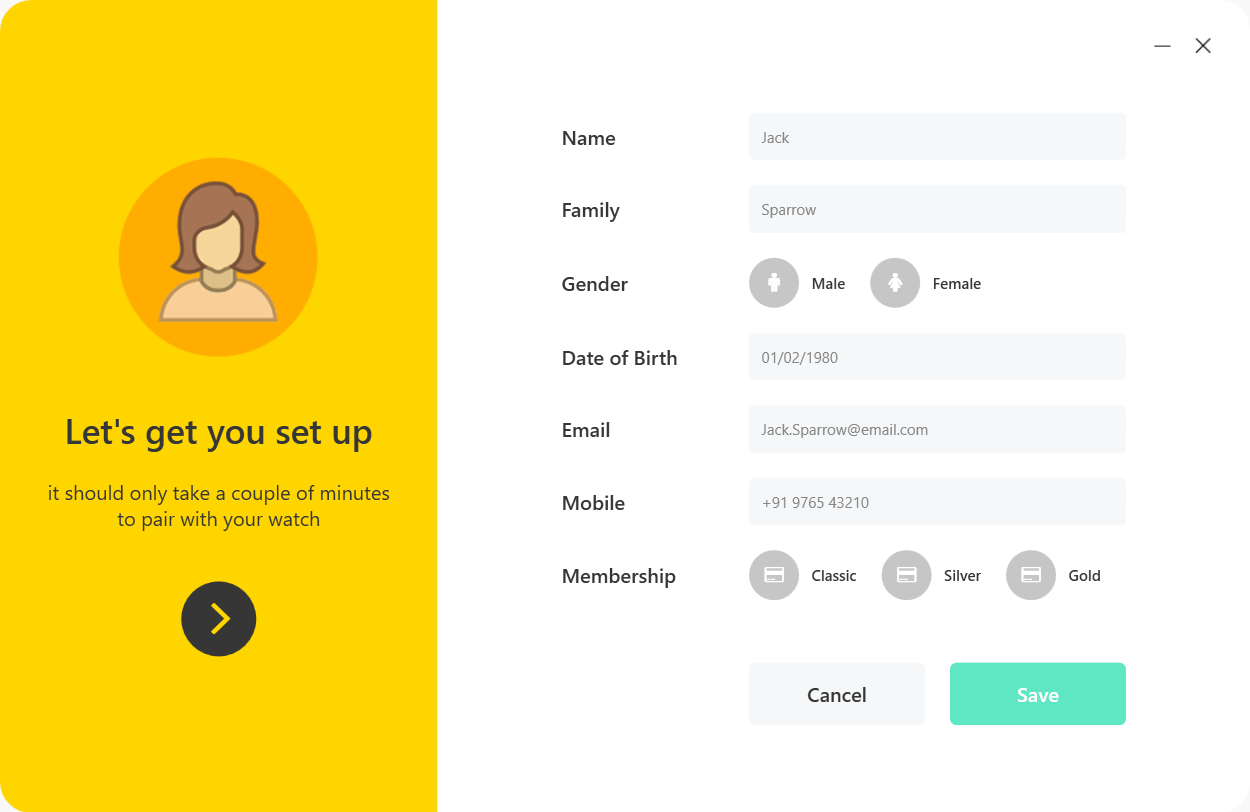 Let's get you set up
it should only take a couple of minutes
to pair with your watch
Name
Jack
Family
Sparrow
Gender
Male
Female
Date of Birth
01/02/1980
Email
Jack.Sparrow@email.com
Mobile
+91 9765 43210
Membership
Classic
Silver
Gold
Cancel
Save